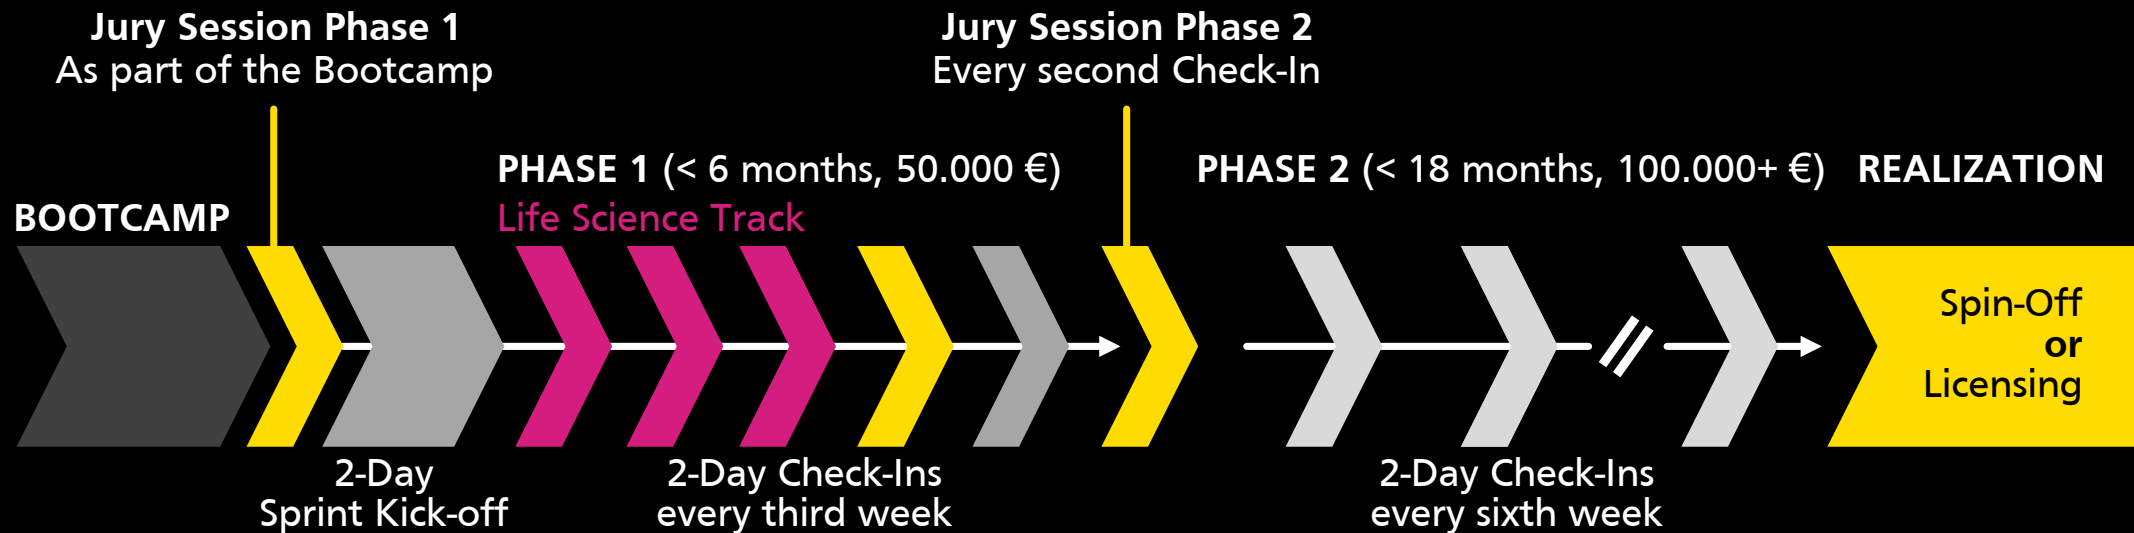 Jury Session Phase 1
As part of the Bootcamp
Jury Session Phase 2
Every second Check-In
PHASE 1 (< 6 months, 50.000 €)
Life Science Track
PHASE 2 (< 18 months, 100.000+ €)
REALIZATION
BOOTCAMP
Spin-Off
or
Licensing
2-Day
Sprint Kick-off
2-Day Check-Ins
every third week
2-Day Check-Ins
every sixth week